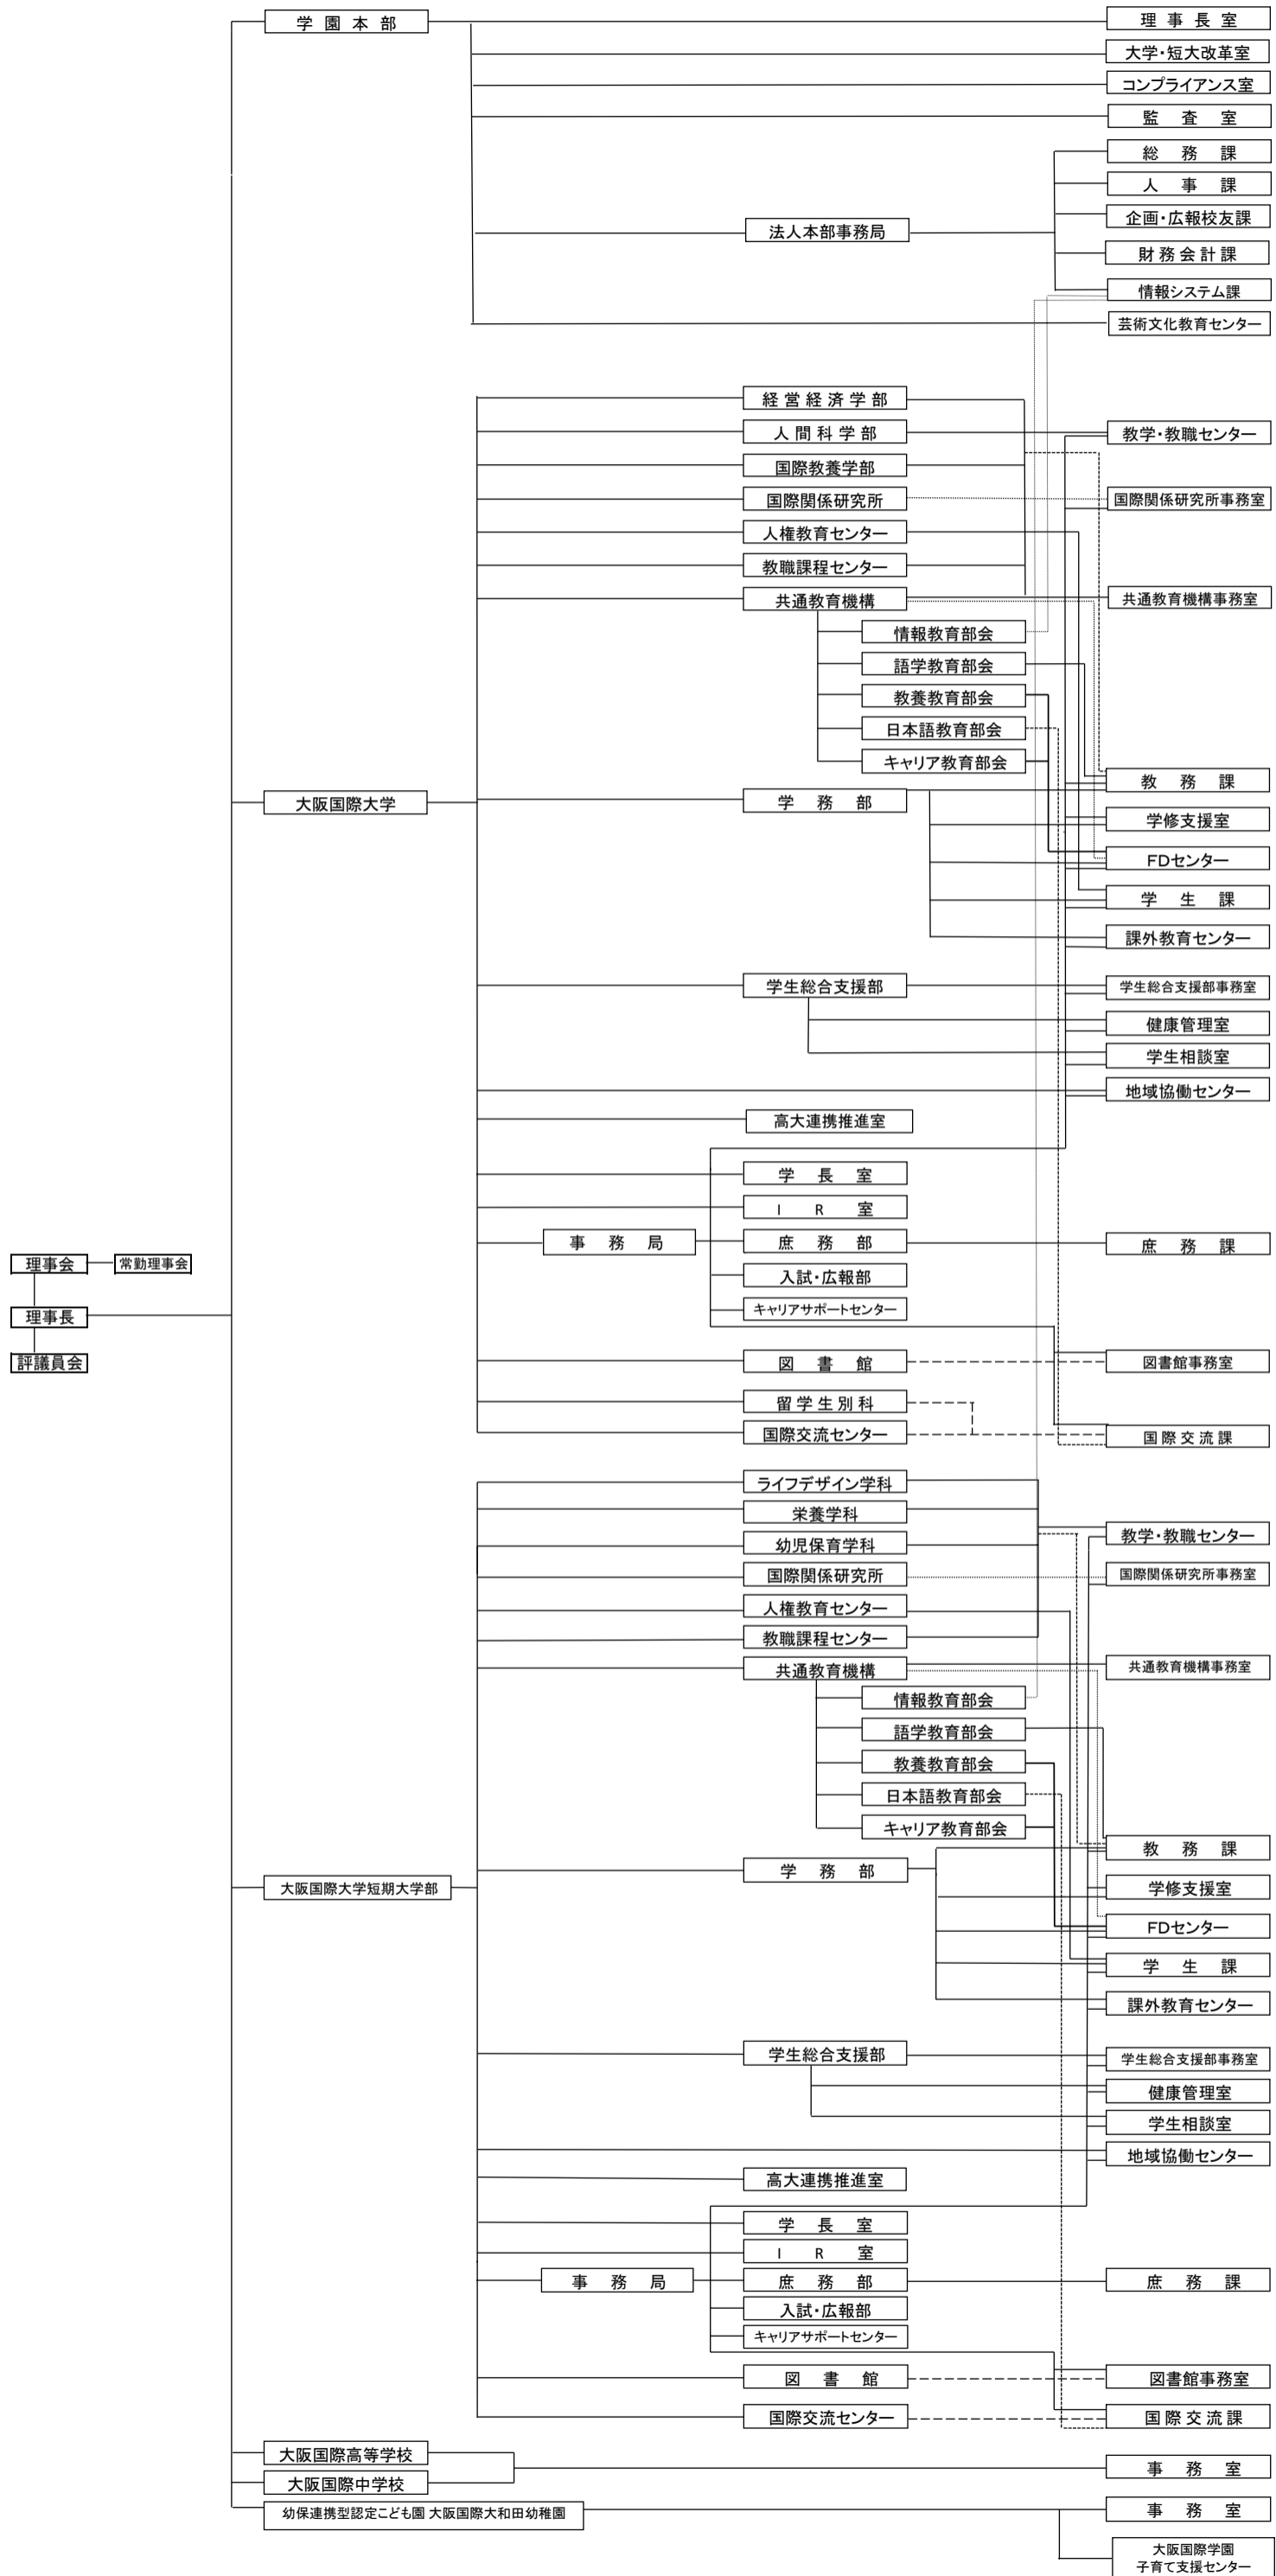 学園本部
理事長室
大学・短大改革室
コンプライアンス室
監査室
総務課
人事課
法人本部事務局
企画・広報校友課
財務会計課
情報システム課
芸術文化教育センター
経営経済学部
人間科学部
教学・教職センター
国際教養学部
国際関係研究所
国際関係研究所事務室
人権教育センター
教職課程センター
共通教育機構
共通教育機構事務室
情報教育部会
語学教育部会
教養教育部会
日本語教育部会
キャリア教育部会
大阪国際大学
学務部
教務課
学修支援室
FDセンター
学生課
課外教育センター
学生総合支援部
学生総合支援部事務室
健康管理室
学生相談室
地域協働センター
高大連携推進室
学長室
I R 室
事務局
庶務部
庶務課
理事会
常勤理事会
入試・広報部
理事長
キャリアサポートセンター
評議員会
図書館
図書館事務室
留学生別科
国際交流センター
国際交流課
ライフデザイン学科
栄養学科
教学・教職センター
幼児保育学科
国際関係研究所
国際関係研究所事務室
人権教育センター
教職課程センター
共通教育機構
共通教育機構事務室
情報教育部会
語学教育部会
教養教育部会
日本語教育部会
キャリア教育部会
教務課
大阪国際大学短期大学部
学務部
学修支援室
FDセンター
学生課
課外教育センター
学生総合支援部
学生総合支援部事務室
健康管理室
学生相談室
地域協働センター
高大連携推進室
学長室
I R 室
事務局
庶務部
庶務課
入試・広報部
キャリアサポートセンター
図書館
図書館事務室
国際交流センター
国際交流課
大阪国際高等学校
事務室
大阪国際中学校
幼保連携型認定こども園 大阪国際大和田幼稚園
事務室
大阪国際学園
子育て支援センター